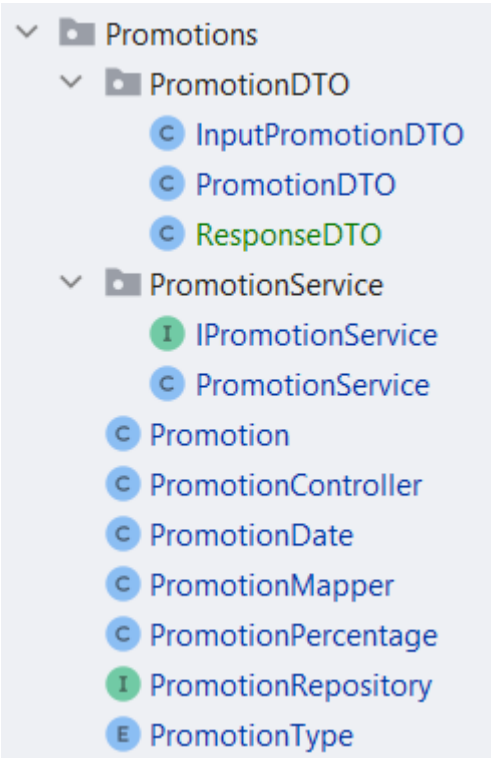 Promotions
PromotionDTO
C InputPromotionDTO
C PromotionDTO
C ResponseDTO
PromotionService
I IPromotionService
C PromotionService
C Promotion
C PromotionController
C PromotionDate
C PromotionMapper
C PromotionPercentage
I PromotionRepository
E PromotionType